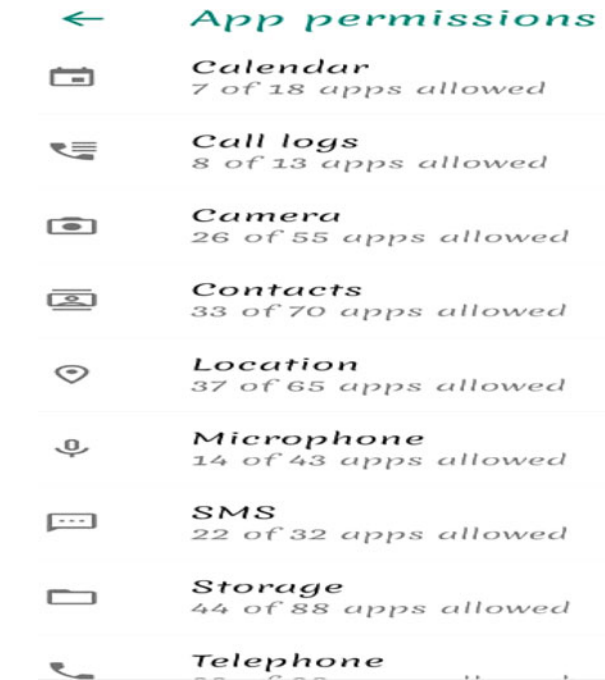 App permissions
Calendar
7 of 18 apps allowed
Call logs
8 of 13 apps allowed
Camera
26 of 55 apps allowed
Contacts
33 of 70 apps allowed
Location
37 of 65 apps allowed
Microphone
14 of 43 apps allowed
SMS
22 of 32 apps allowed
Storage
44 of 88 apps allowed
Telephone